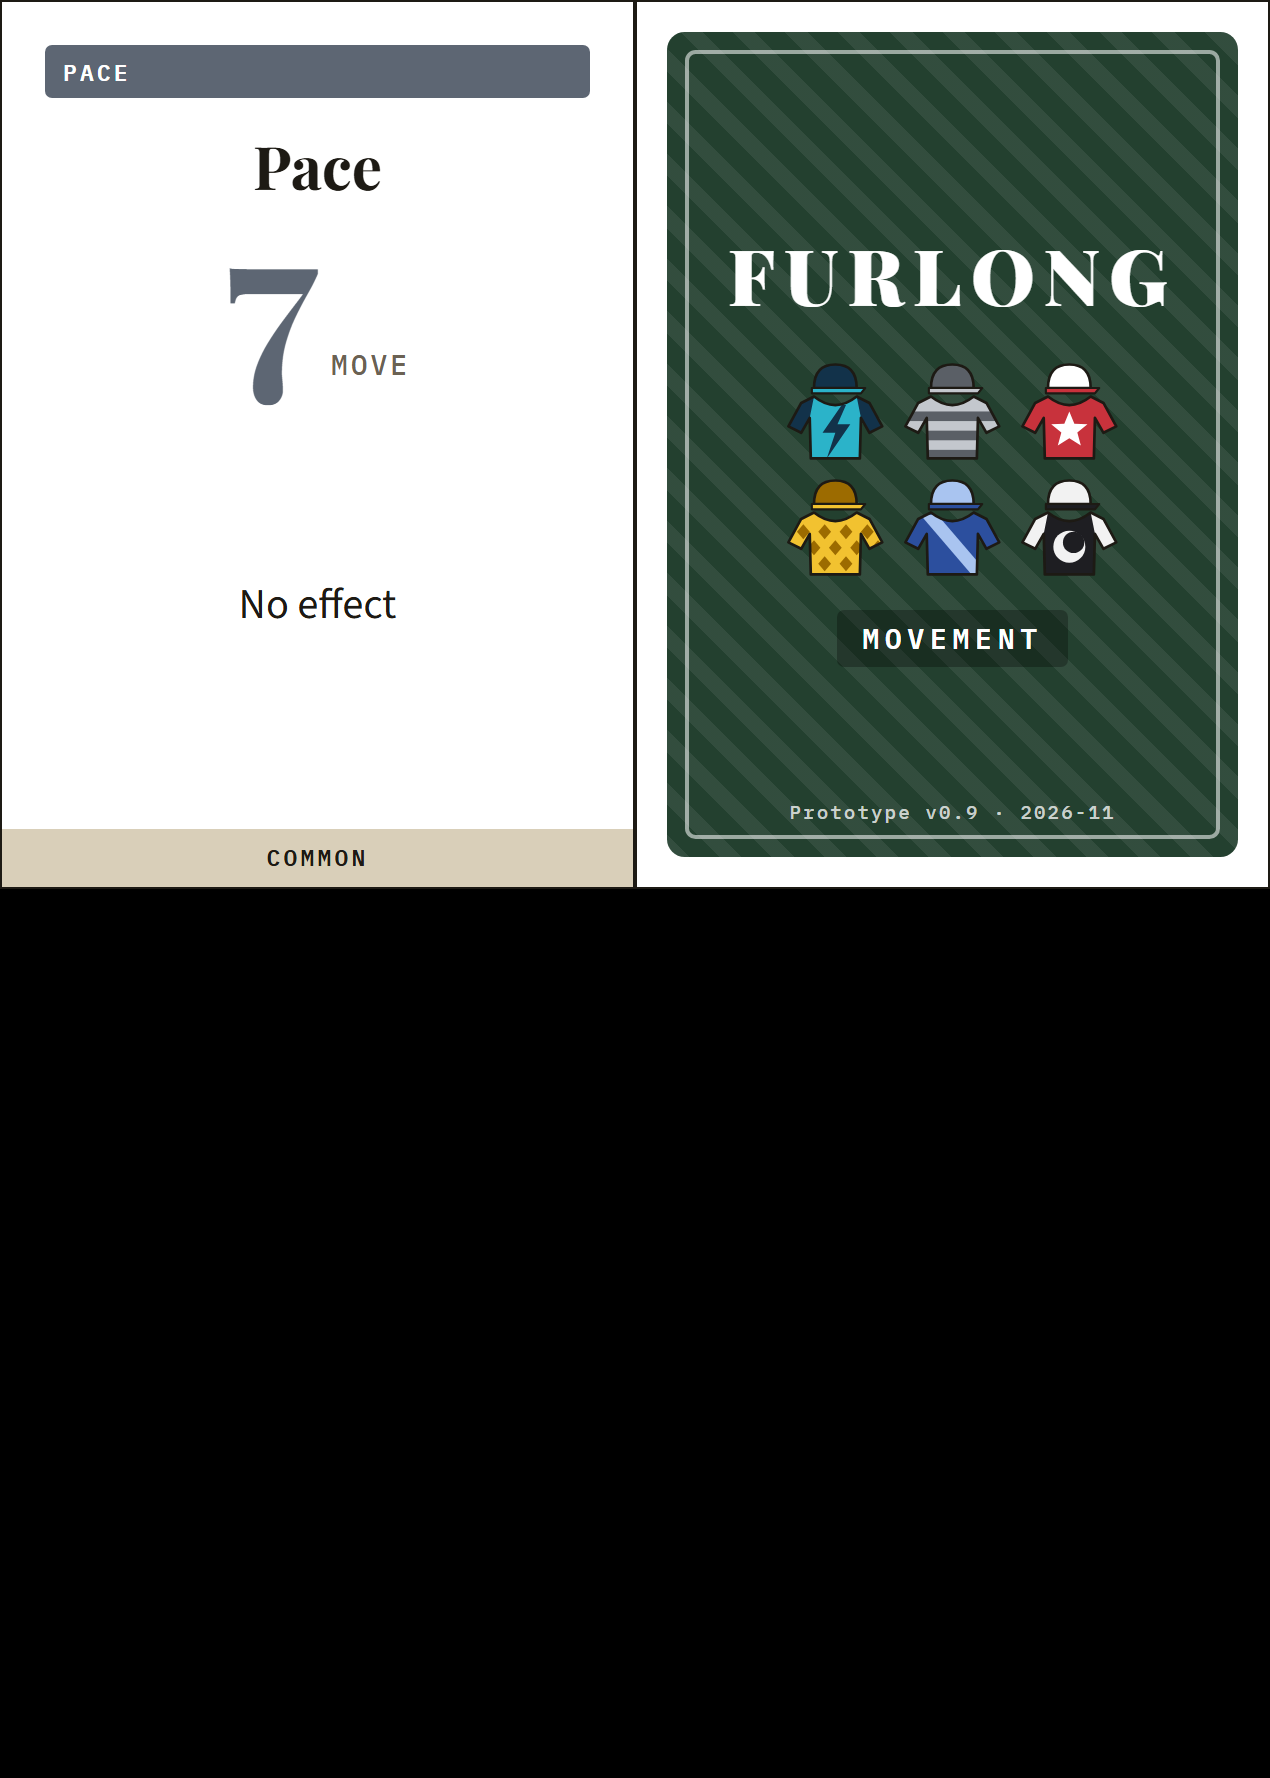 PACE
Pace
7 MOVE
No effect
COMMON
FURLONG
MOVEMENT
Prototype v0.9 · 2026-11